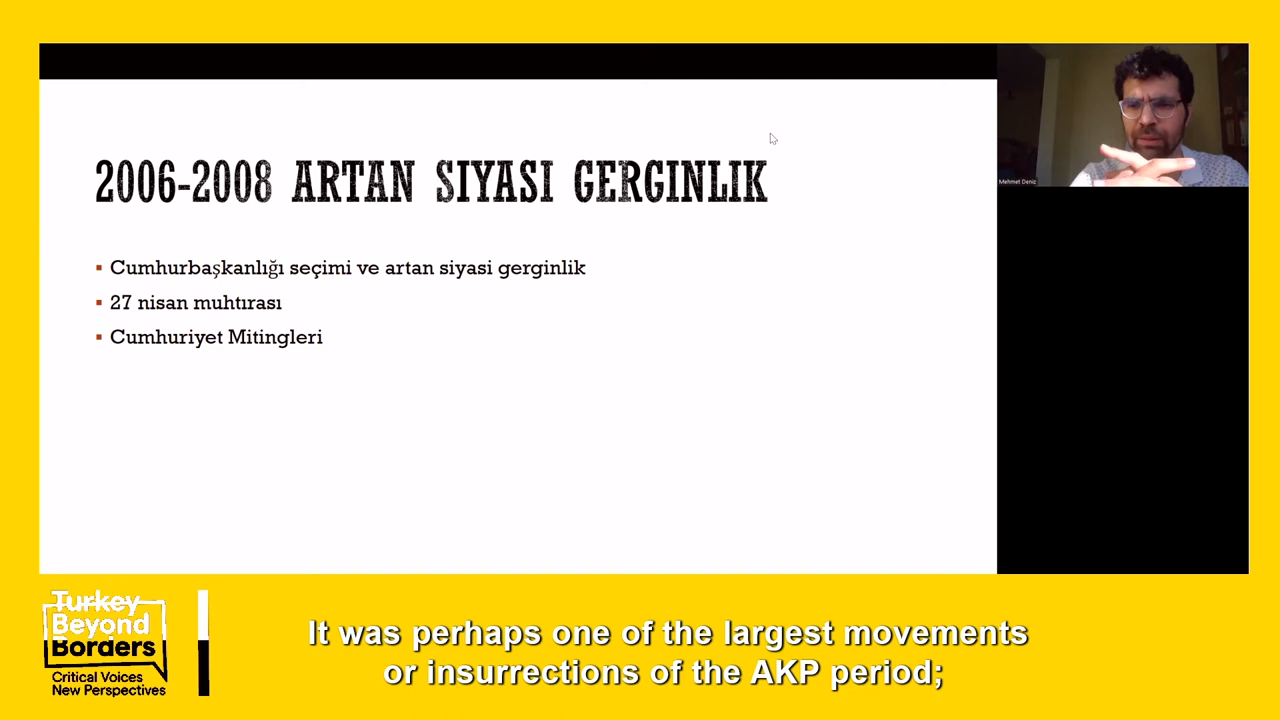 2006-2008 ARTAN SIYASI GERGINLIK
Cumhurbaşkanlığı seçimi ve artan siyasi gerginlik
27 nisan muhtırası
Cumhuriyet Mitingleri
Mehmet Deniz
Turkey
Beyond
Borders
Critical Voices
New Perspectives
It was perhaps one of the largest movements
or insurrections of the AKP period;